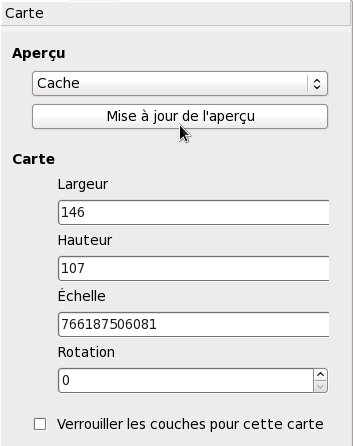 Carte
Aperçu
Cache
Mise à jour de l'aperçu
Carte
Largeur
146
Hauteur
107
Échelle
766187506081
Rotation
0
Verrouiller les couches pour cette carte